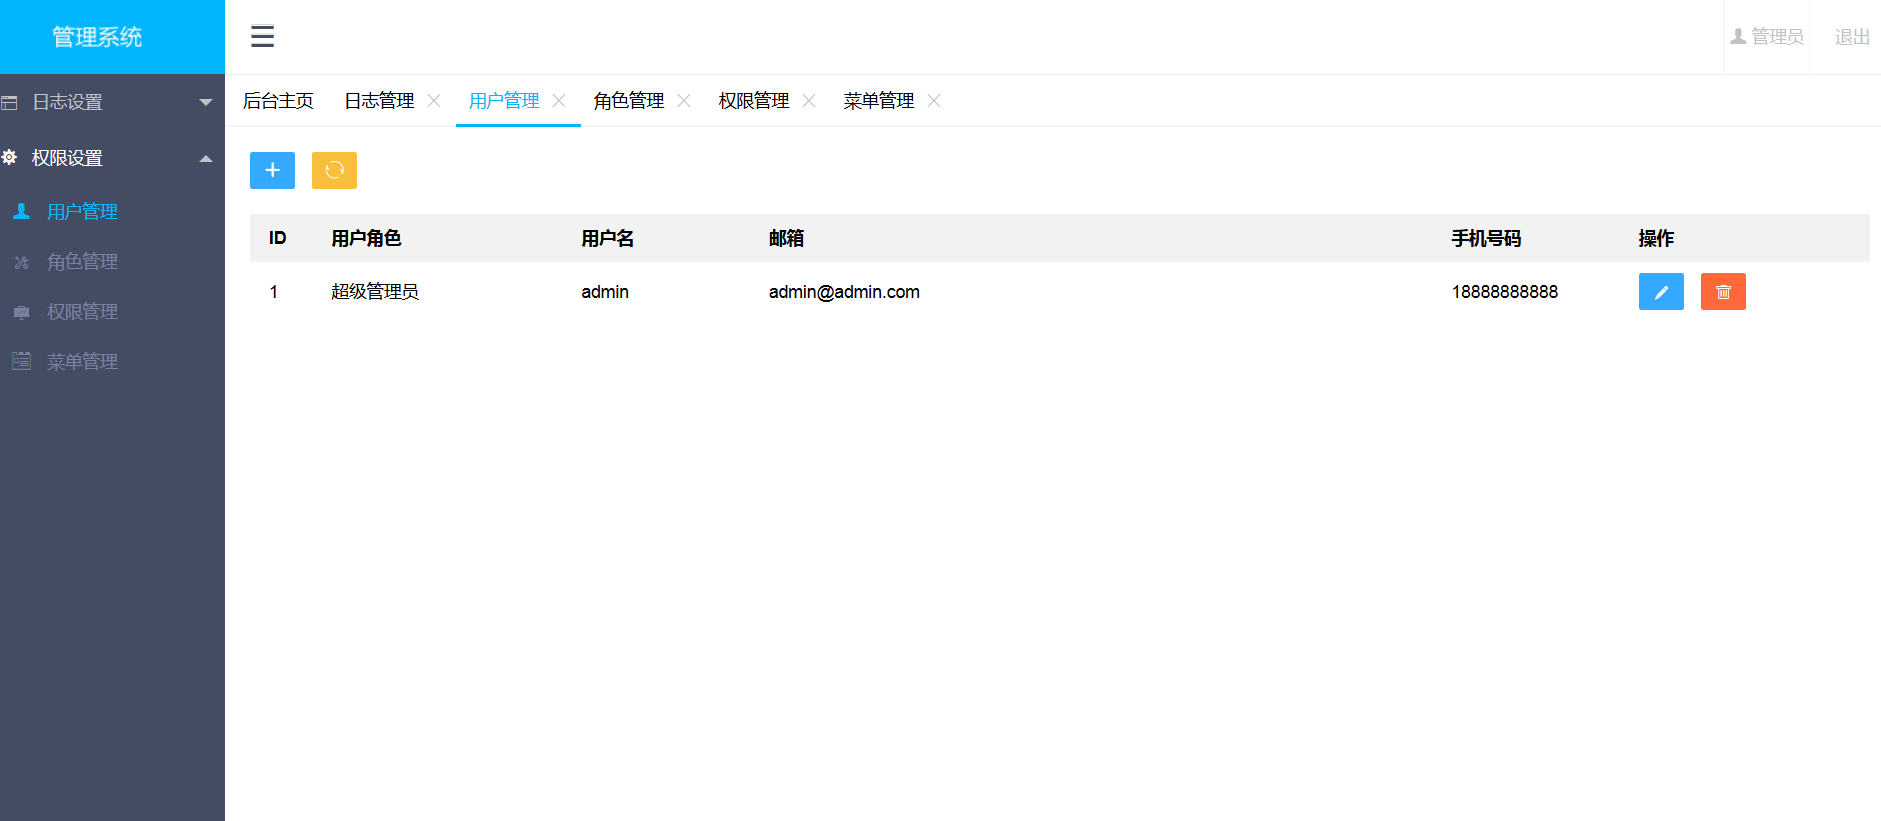 管理系统
管理员 退出
日志设置
权限设置
用户管理
角色管理
权限管理
菜单管理
后台主页 日志管理 用户管理 角色管理 权限管理 菜单管理
ID 用户角色 用户名 邮箱 手机号码 操作
1 超级管理员 admin admin@admin.com 18888888888